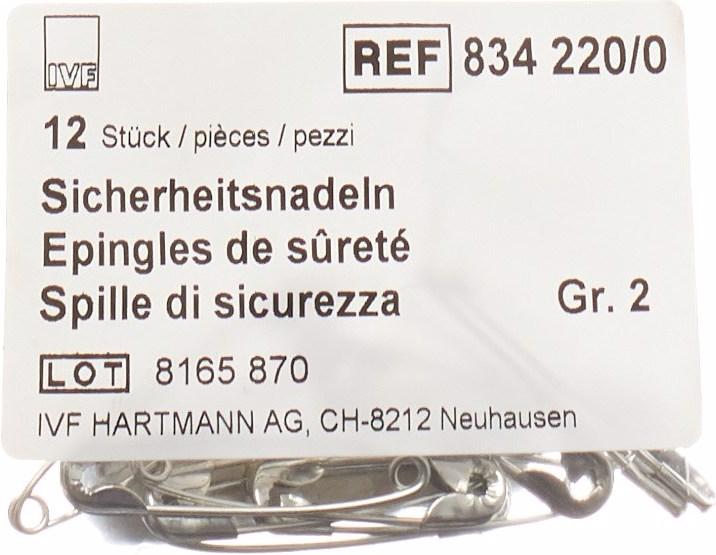 IVF
REF 834 220/0
12 Stück / pièces / pezzi
Sicherheitsnadeln
Epingles de sûreté
Spille di sicurezza
Gr. 2
LOT 8165 870
IVF HARTMANN AG, CH-8212 Neuhausen